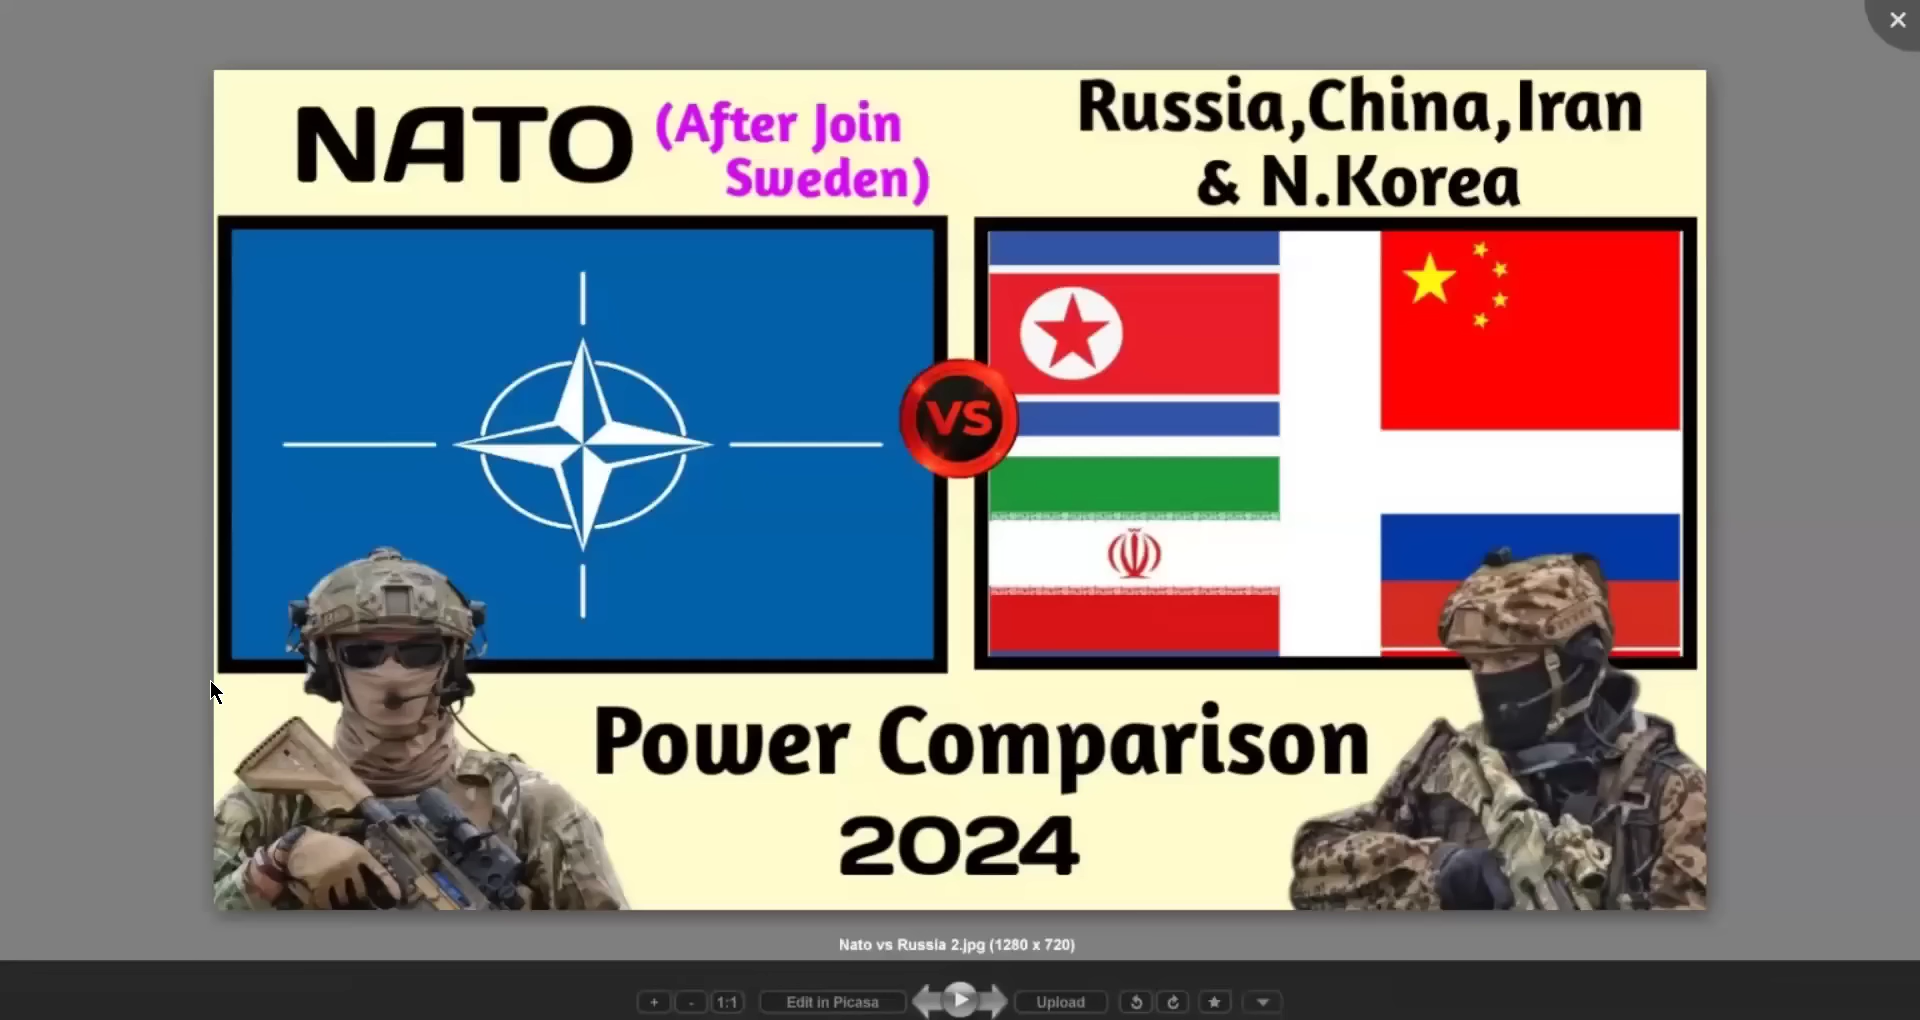 NATO (After Join
Sweden)
Russia,China,Iran
& N.Korea
VS
Power Comparison
2024
Nato vs Russia 2.jpg (1280 x 720)
+ - 1:1 Edit in Picasa Upload